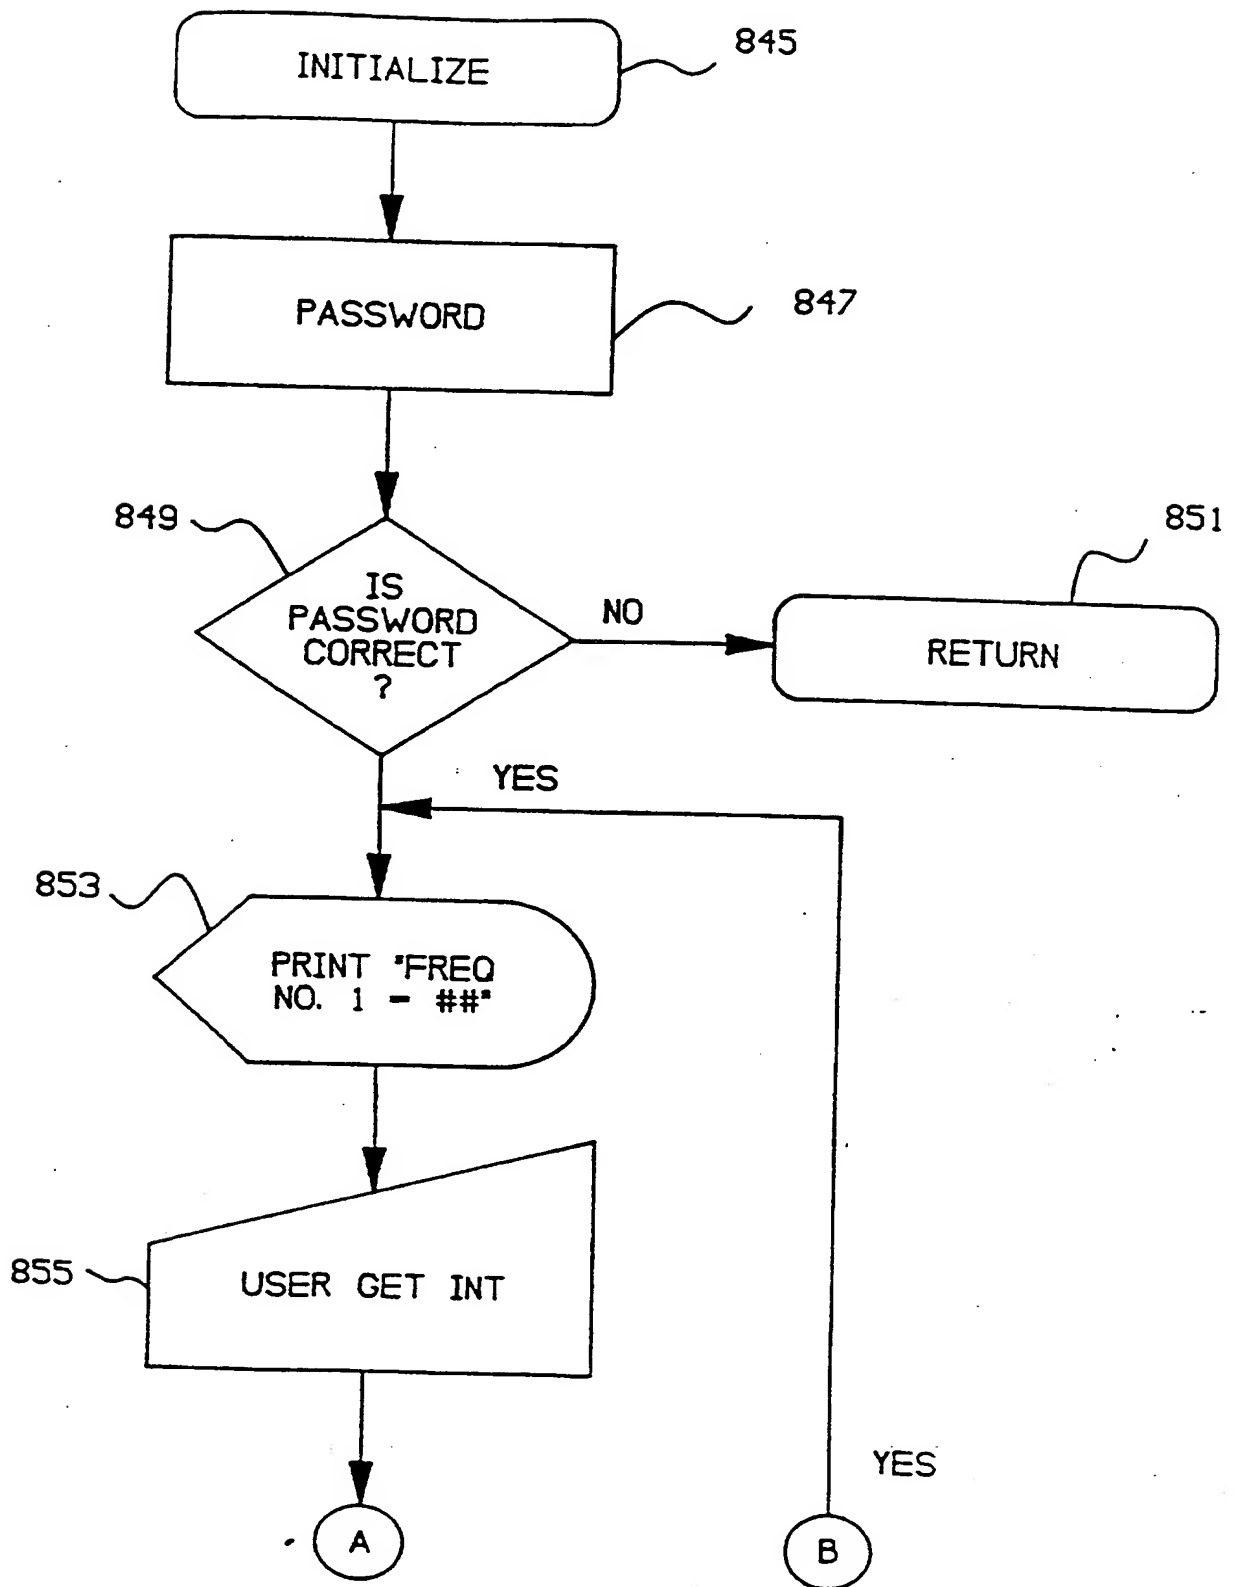 INITIALIZE
845
PASSWORD
847
849
IS
PASSWORD
CORRECT
?
NO
851
RETURN
YES
853
PRINT "FREQ
NO. 1 - ##"
855
USER GET INT
YES
A
B